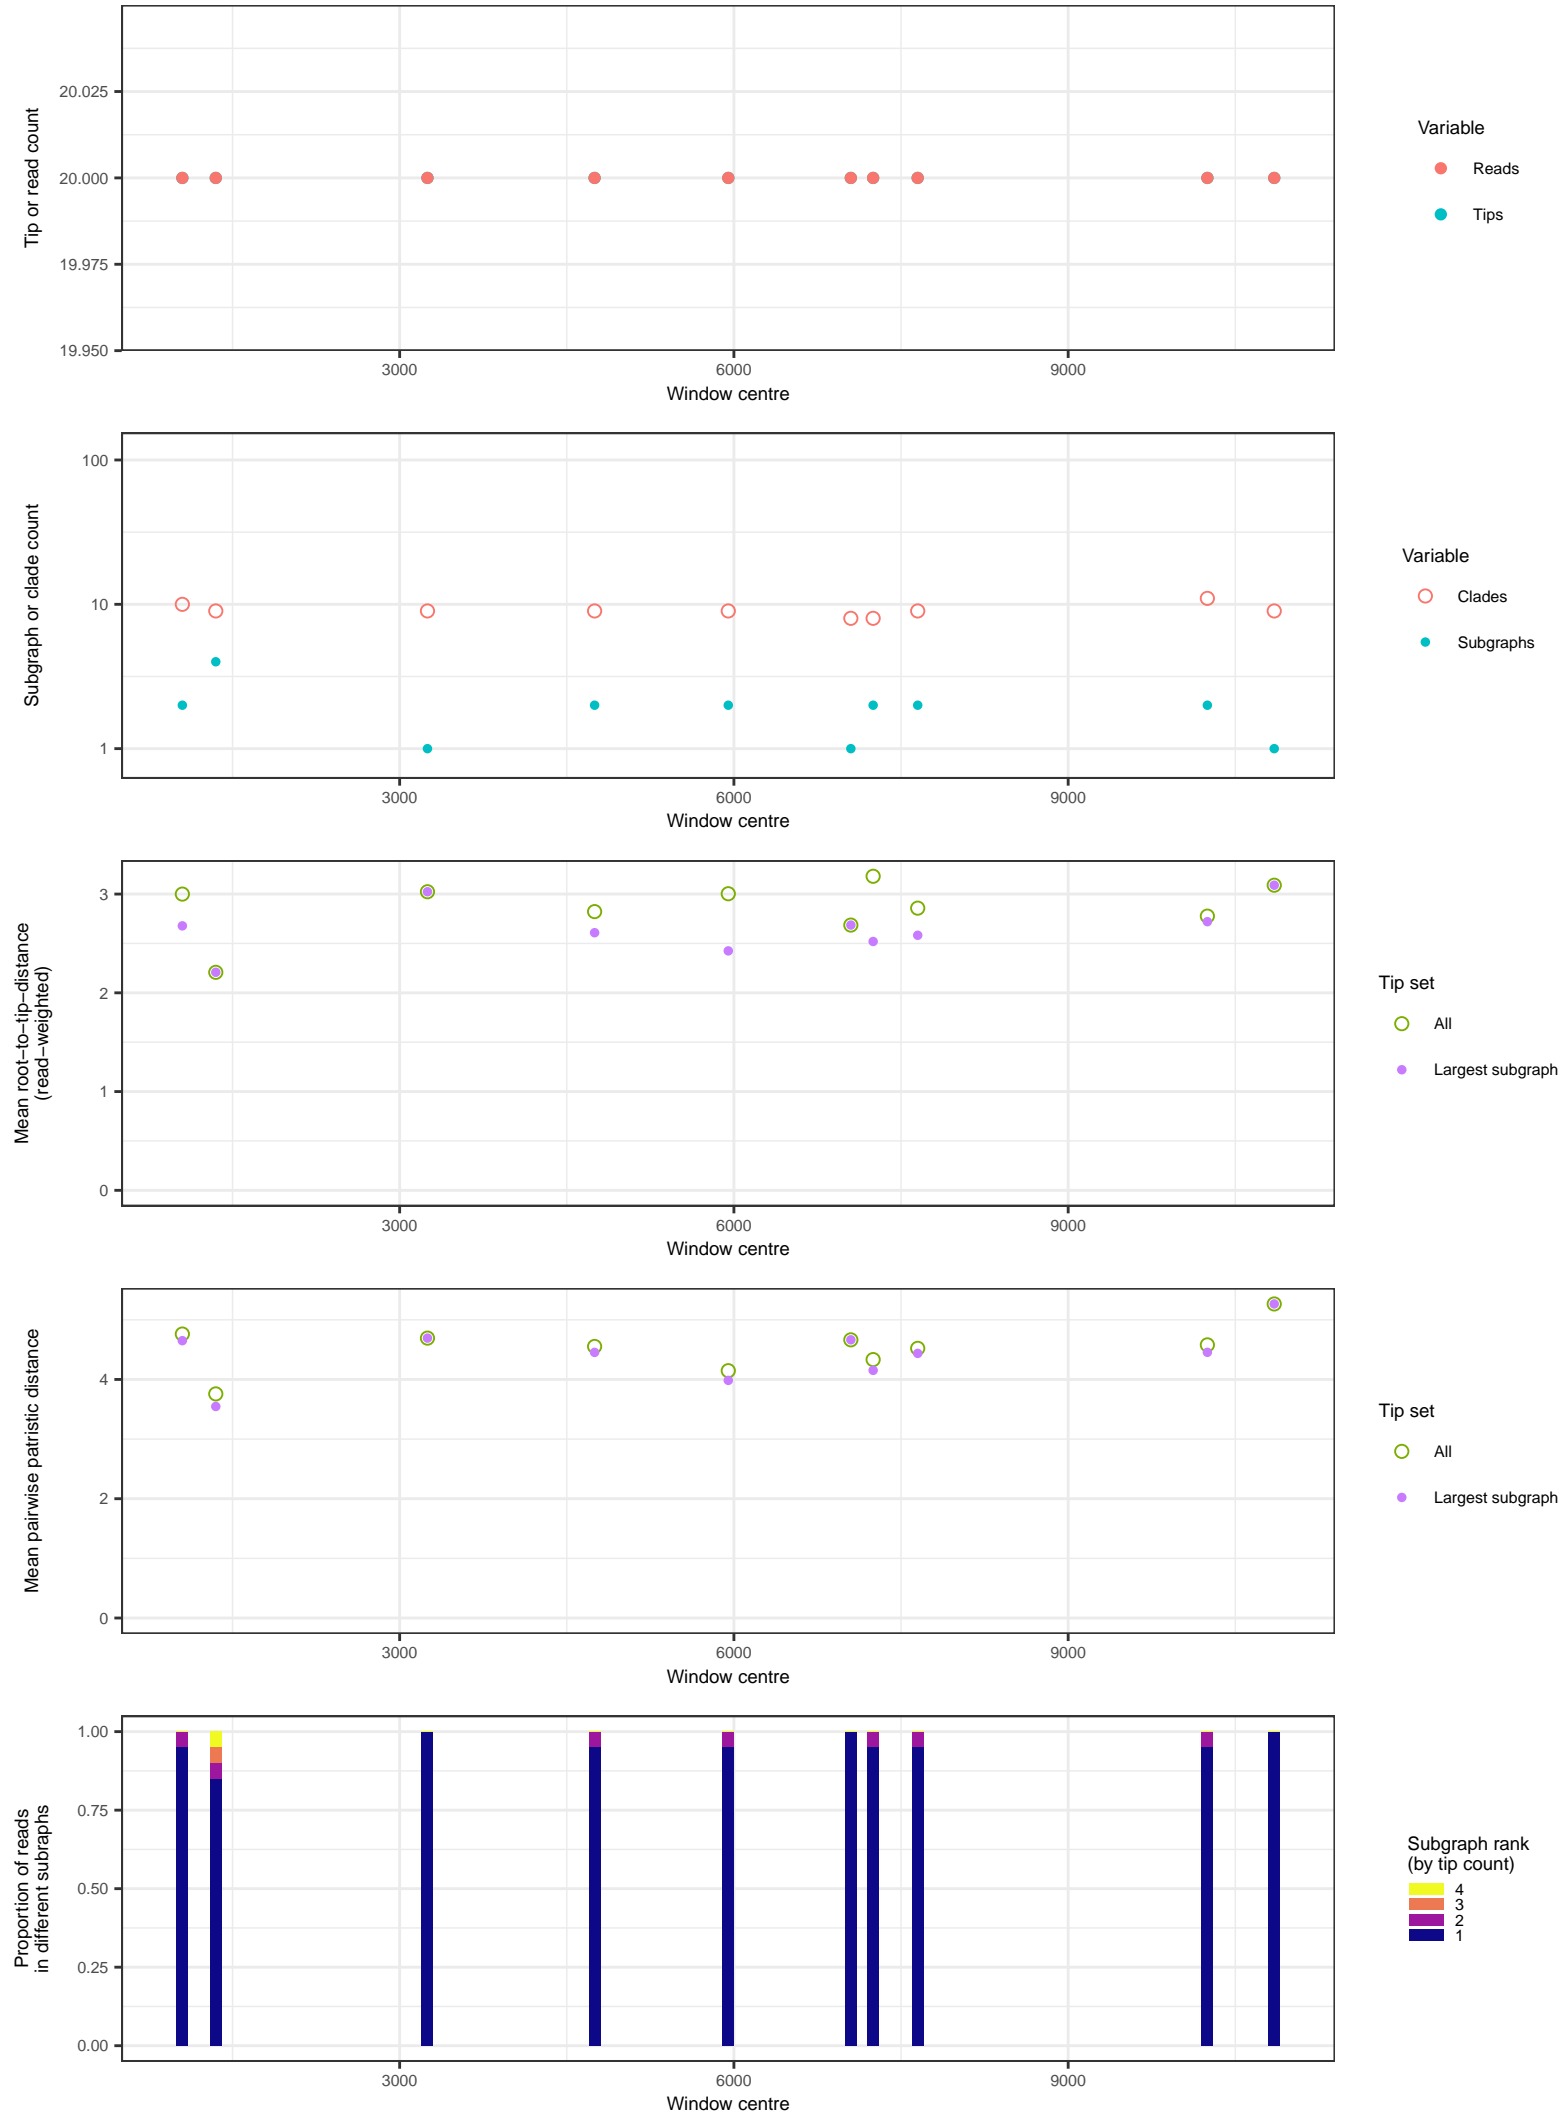 20.025
20.000
19.975
19.950
Tip or read count
3000 6000 9000
Window centre
Variable
Reads
Tips
100
10
1
Subgraph or clade count
3000 6000 9000
Window centre
Variable
Clades
Subgraphs
3
2
1
0
Mean root−to−tip−distance
(read−weighted)
3000 6000 9000
Window centre
Tip set
All
Largest subgraph
4
2
0
Mean pairwise patristic distance
3000 6000 9000
Window centre
Tip set
All
Largest subgraph
1.00
0.75
0.50
0.25
0.00
Proportion of reads
in different subraphs
3000 6000 9000
Window centre
Subgraph rank
(by tip count)
4
3
2
1